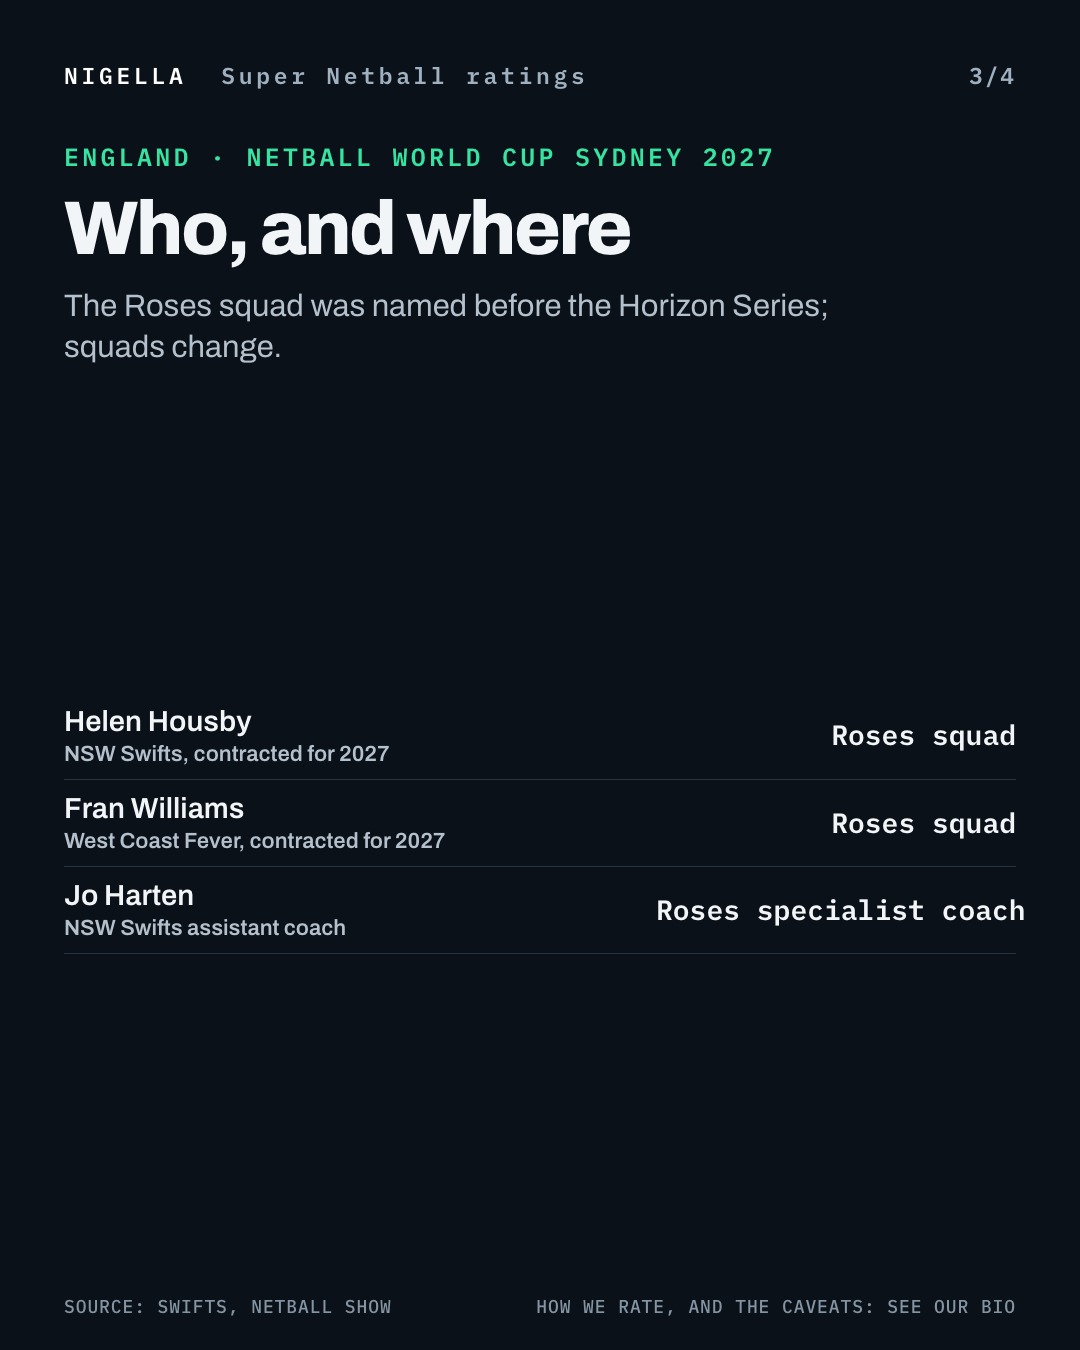 NIGELLA Super Netball ratings 3/4
ENGLAND · NETBALL WORLD CUP SYDNEY 2027
Who, and where
The Roses squad was named before the Horizon Series;
squads change.
Helen Housby
NSW Swifts, contracted for 2027
Roses squad
Fran Williams
West Coast Fever, contracted for 2027
Roses squad
Jo Harten
NSW Swifts assistant coach
Roses specialist coach
SOURCE: SWIFTS, NETBALL SHOW
HOW WE RATE, AND THE CAVEATS: SEE OUR BIO